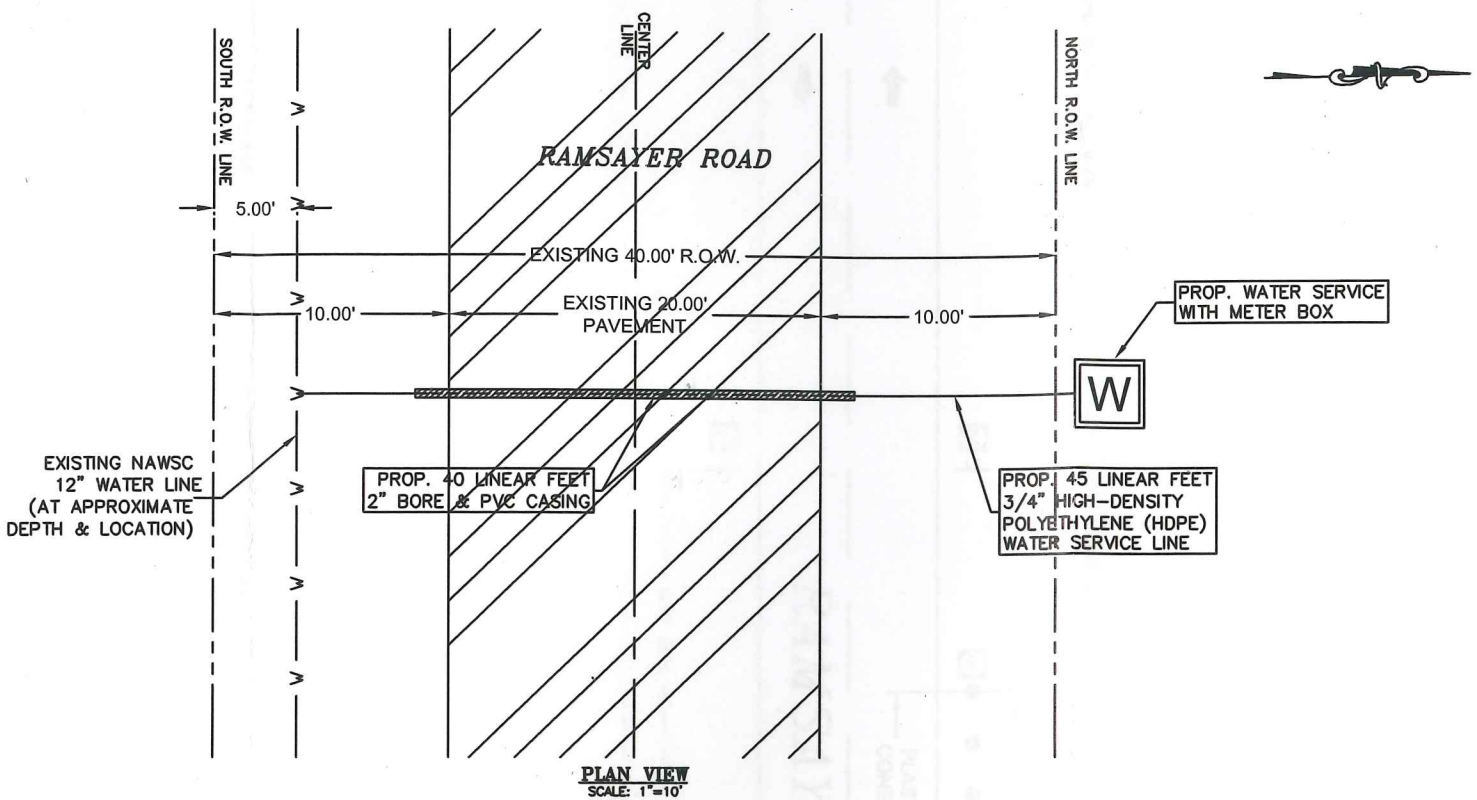 SOUTH R.O.W. LINE
CENTER
LINE
NORTH R.O.W. LINE
RAMSAYER ROAD
5.00'
EXISTING 40.00' R.O.W.
10.00'
EXISTING 20.00'
PAVEMENT
10.00'
PROP. WATER SERVICE
WITH METER BOX
W
W
W
W
W
W
W
W
EXISTING NAWSC
12" WATER LINE
(AT APPROXIMATE
DEPTH & LOCATION)
PROP. 40 LINEAR FEET
2" BORE & PVC CASING
PROP. 45 LINEAR FEET
3/4" HIGH-DENSITY
POLYETHYLENE (HDPE)
WATER SERVICE LINE
PLAN VIEW
SCALE: 1"=10'